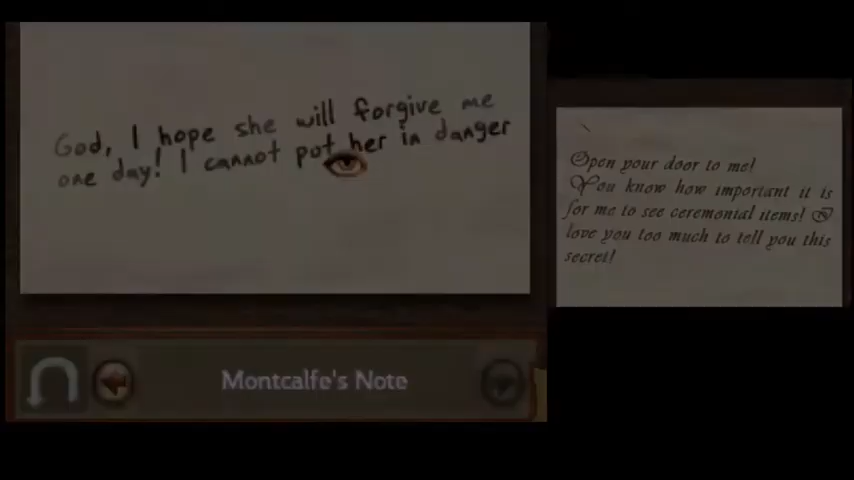 God, I hope she will forgive me
one day! I cannot pot her in danger
Montcalfe's Note
Open your door to me!
You know how important it is
for me to see ceremonial items! I
love you too much to tell you this
secret!